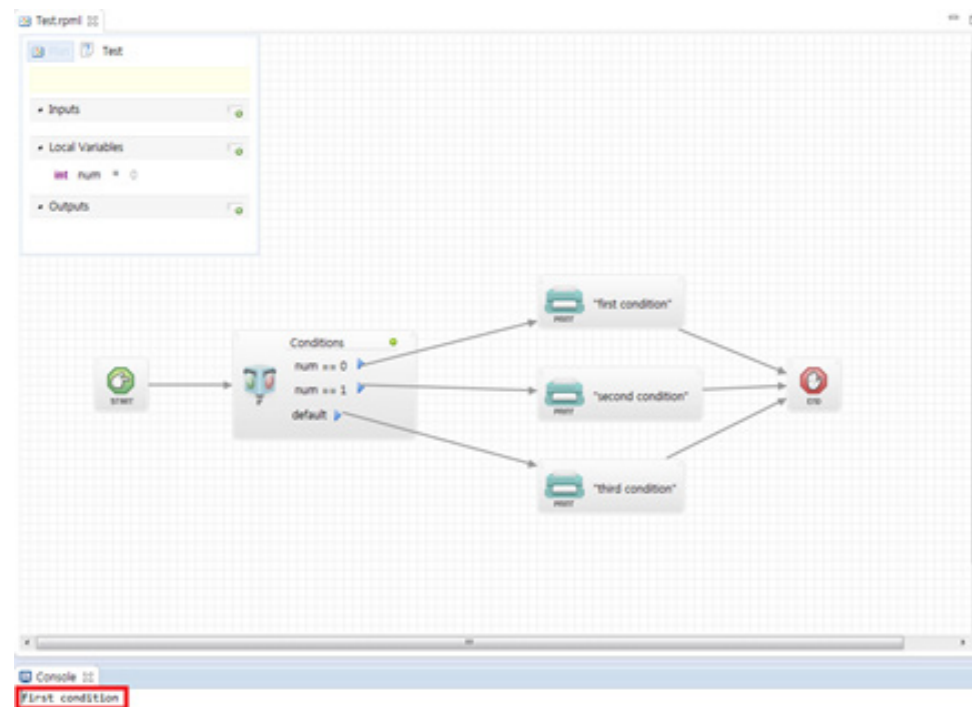 Test.rpml
Test
Inputs
Local Variables
int num = 0
Outputs
"first condition"
PRINT
Conditions
num == 0
num == 1
default
START
"second condition"
PRINT
END
"third condition"
PRINT
Console
First condition